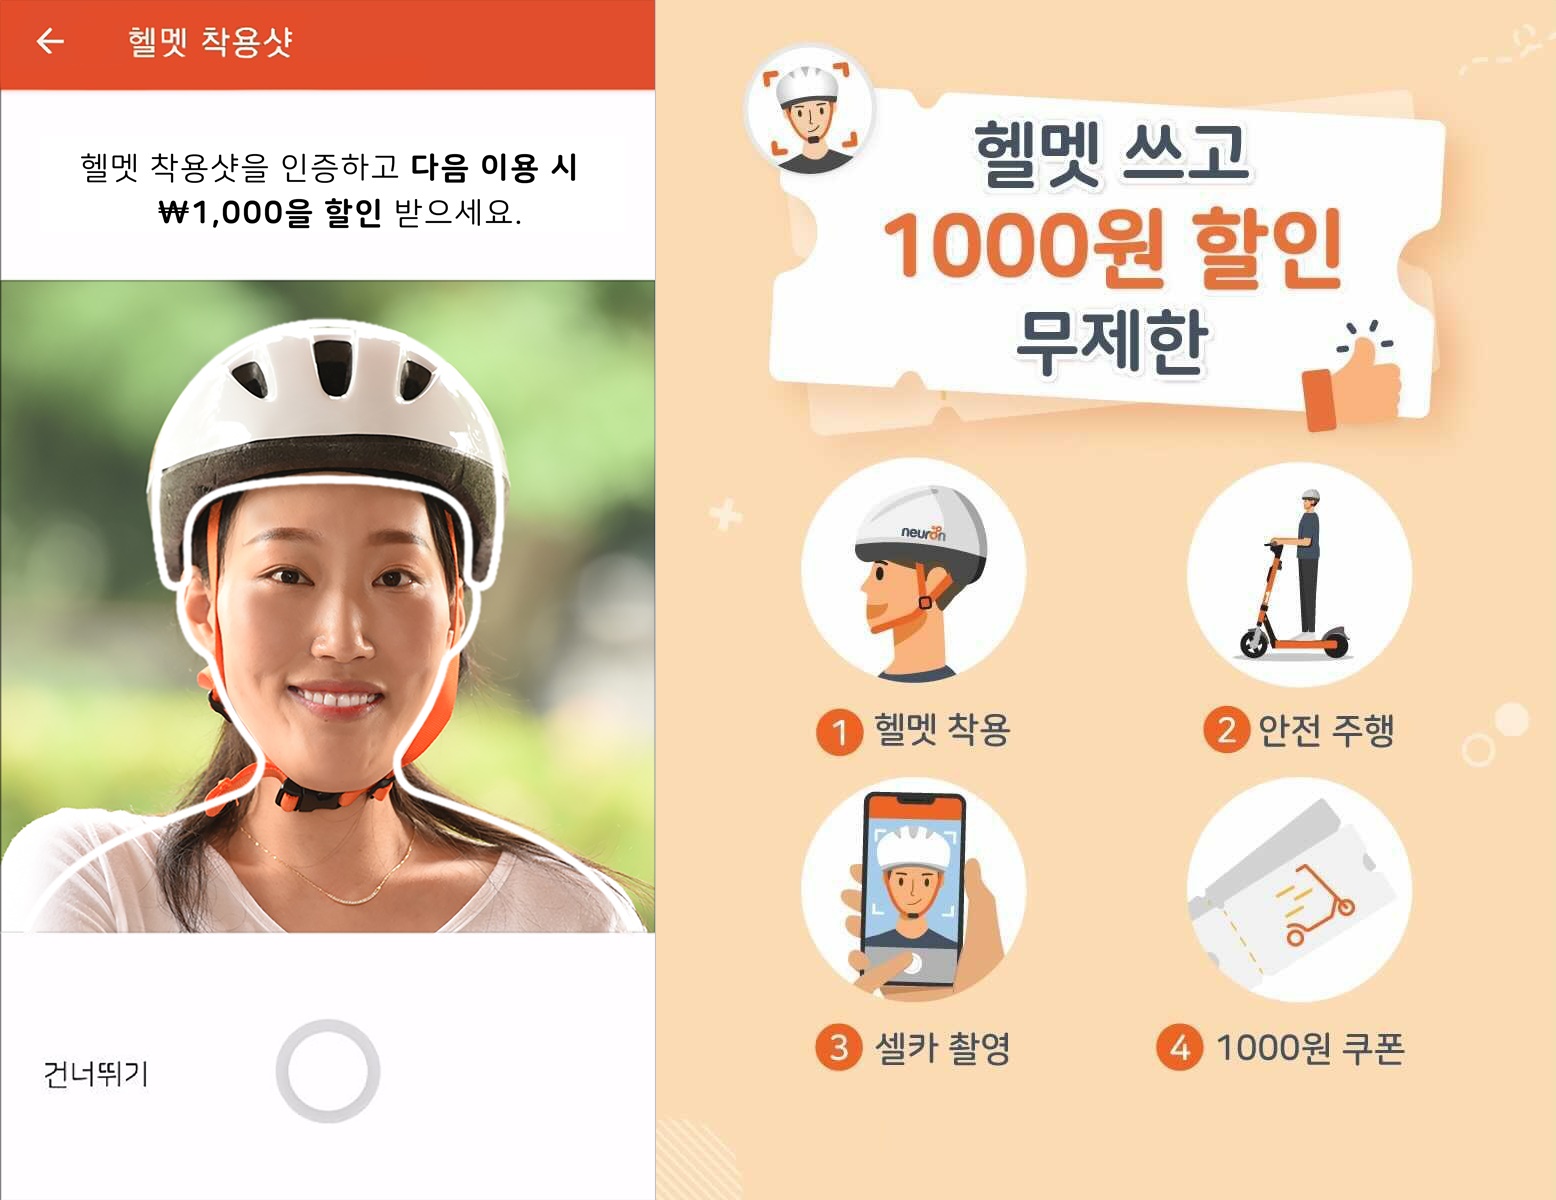 헬멧 착용샷
헬멧 착용샷을 인증하고 다음 이용 시
₩1,000을 할인 받으세요.
건너뛰기
헬멧 쓰고
1000원 할인
무제한
neuron
1 헬멧 착용
2 안전 주행
3 셀카 촬영
4 1000원 쿠폰